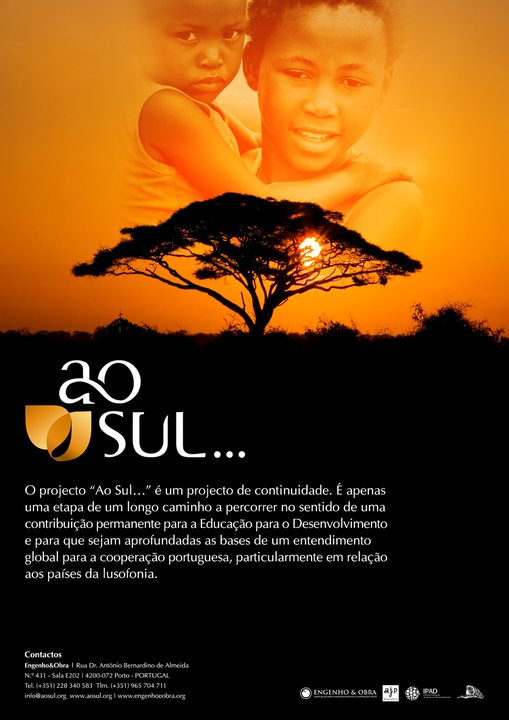 ao
SUL...
O projecto “Ao Sul...” é um projecto de continuidade. É apenas
uma etapa de um longo caminho a percorrer no sentido de uma
contribuição permanente para a Educação para o Desenvolvimento
e para que sejam aprofundadas as bases de um entendimento
global para a cooperação portuguesa, particularmente em relação
aos países da lusofonia.
Contactos
Engenho&Obra | Rua Dr. António Bernardino de Almeida
N.º 431 - Sala E202 | 4200-072 Porto - PORTUGAL
Tel. (+351) 228 340 583 Tlm. (+351) 965 704 711
info@aosul.org www.aosul.org | www.engenhoeobra.org
ENGENHO & OBRA
ajp
IPAD